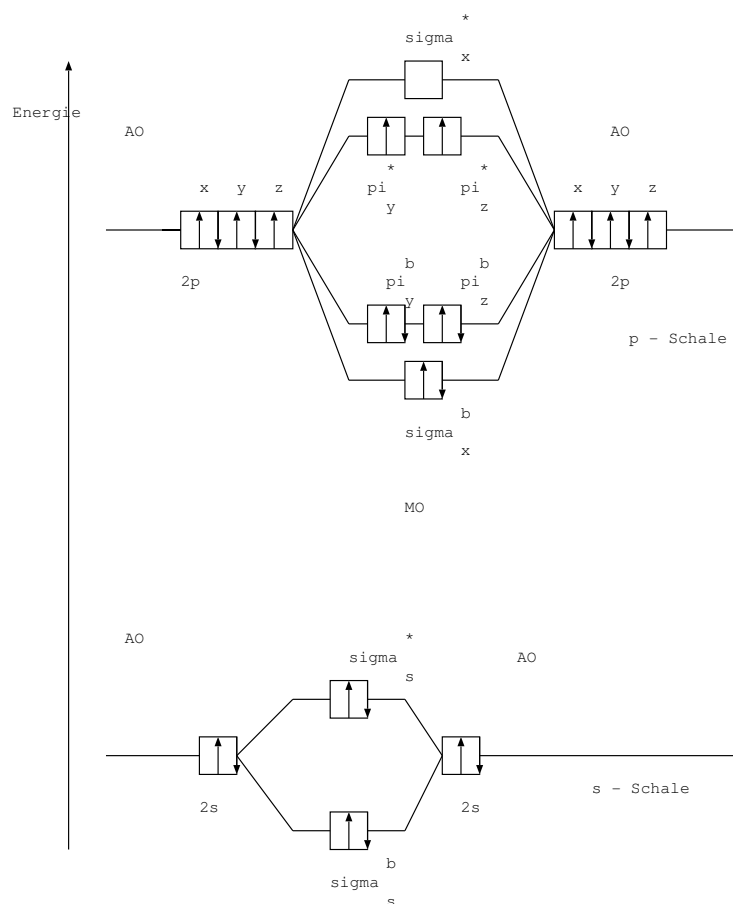 *
sigma
x
Energie
AO AO
* *
x y z pi pi x y z
y z
b b
2p pi pi 2p
y z
p - Schale
b
sigma
x
MO
AO *
sigma AO
s
s - Schale
2s 2s
b
sigma
s